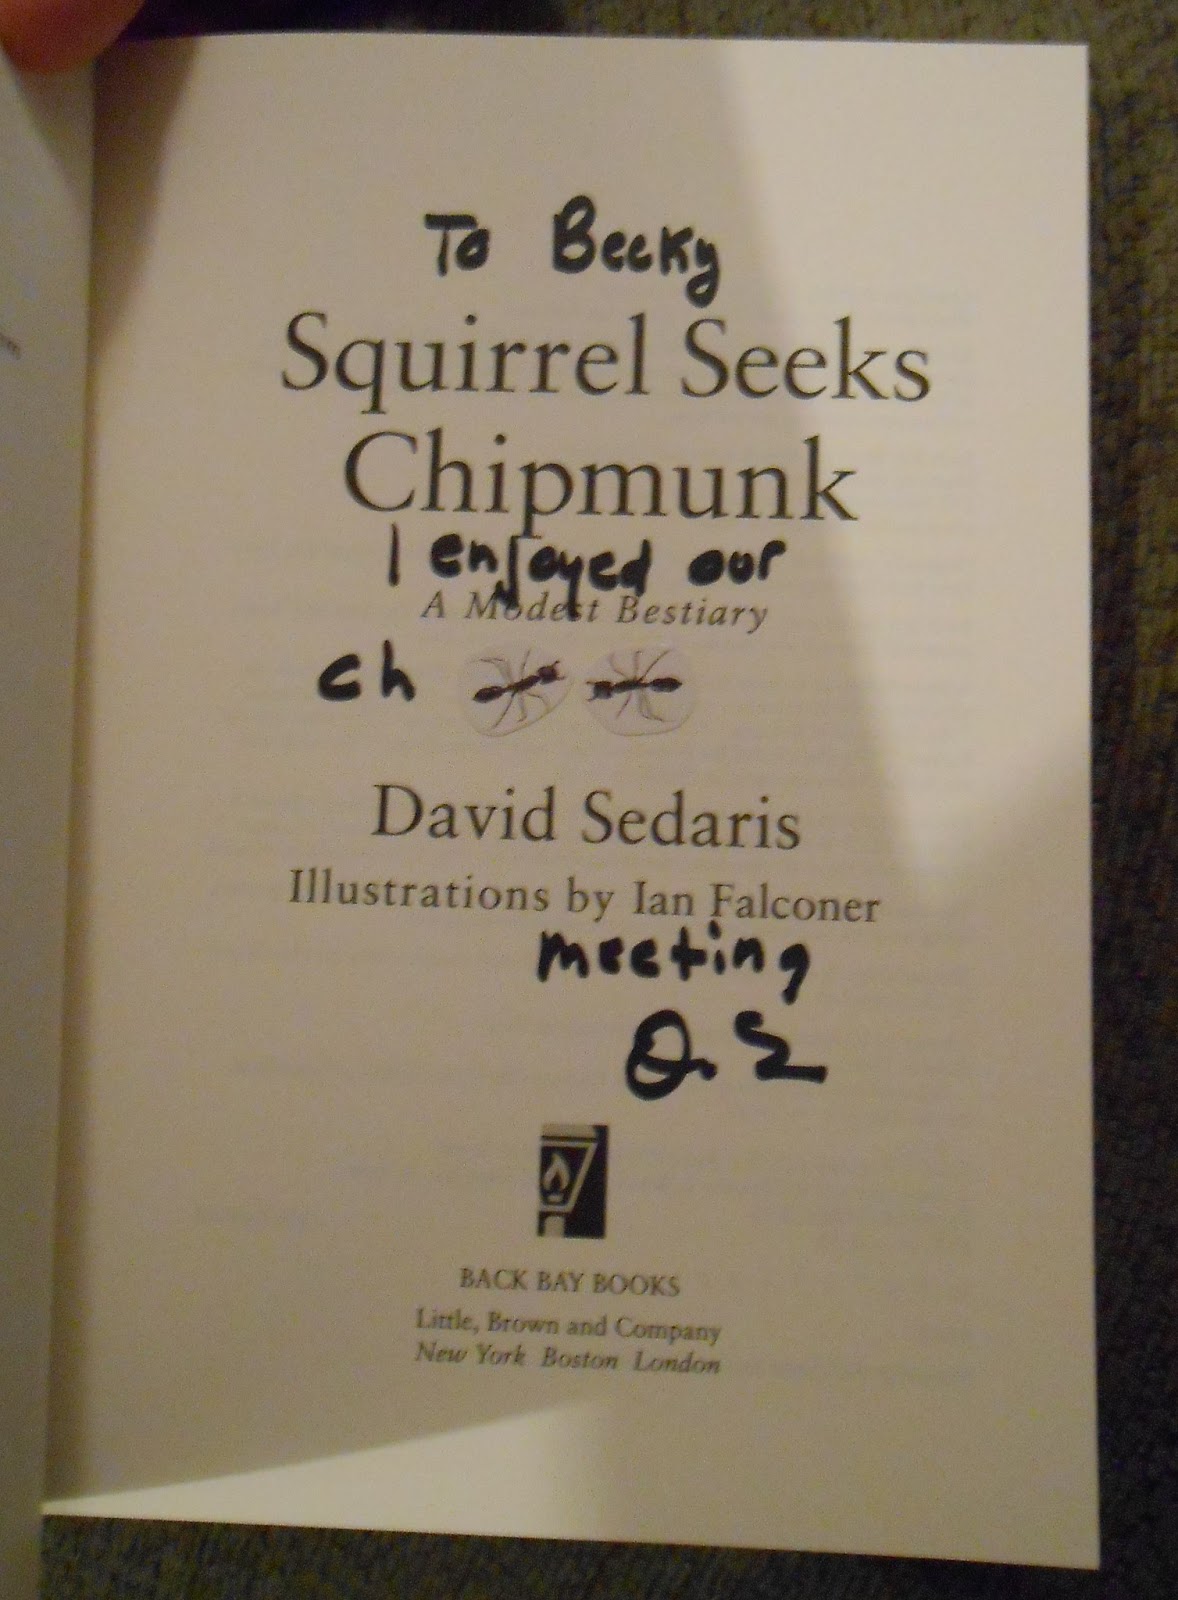 To Becky
Squirrel Seeks
Chipmunk
I enjoyed our
A Modest Bestiary
ch
David Sedaris
Illustrations by Ian Falconer
meeting
D. S
BACK BAY BOOKS
Little, Brown and Company
New York Boston London